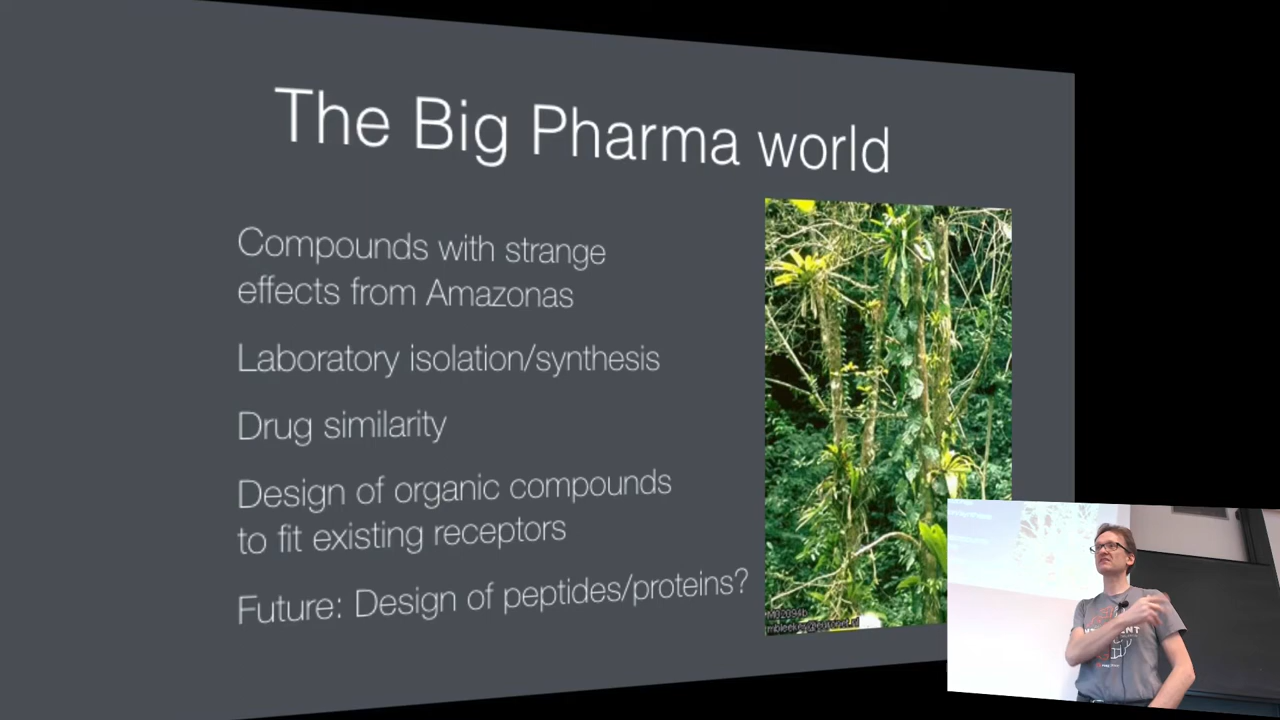 The Big Pharma world
Compounds with strange
effects from Amazonas
Laboratory isolation/synthesis
Drug similarity
Design of organic compounds
to fit existing receptors
Future: Design of peptides/proteins?